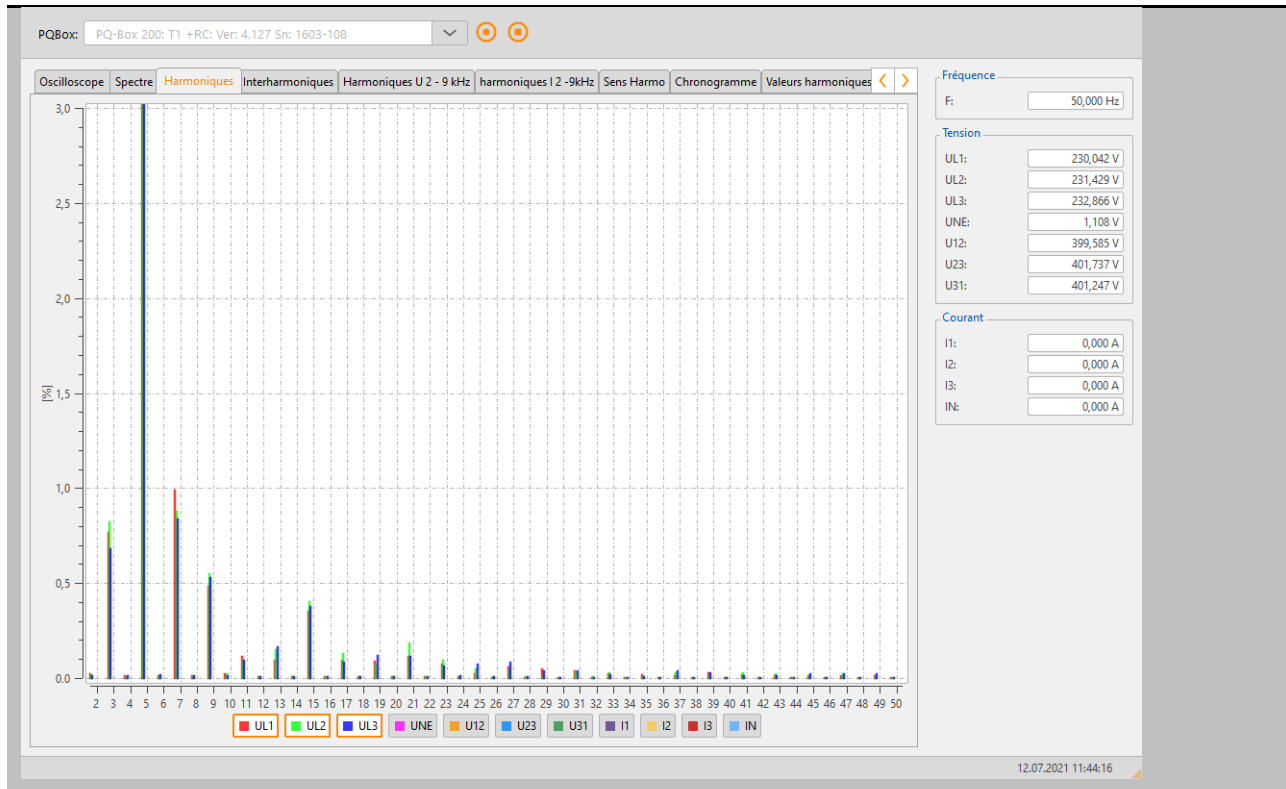 PQBox: PQ-Box 200: T1 +RC: Ver: 4.127 Sn: 1603-108
Oscilloscope Spectre Harmoniques Interharmoniques Harmoniques U 2 - 9 kHz harmoniques I 2 -9kHz Sens Harmo Chronogramme Valeurs harmoniques
3,0
2,5
2,0
[%] 1,5
1,0
0,5
0.0
2 3 4 5 6 7 8 9 10 11 12 13 14 15 16 17 18 19 20 21 22 23 24 25 26 27 28 29 30 31 32 33 34 35 36 37 38 39 40 41 42 43 44 45 46 47 48 49 50
UL1 UL2 UL3 UNE U12 U23 U31 I1 I2 I3 IN
Fréquence
F: 50,000 Hz
Tension
UL1: 230,042 V
UL2: 231,429 V
UL3: 232,866 V
UNE: 1,108 V
U12: 399,585 V
U23: 401,737 V
U31: 401,247 V
Courant
I1: 0,000 A
I2: 0,000 A
I3: 0,000 A
IN: 0,000 A
12.07.2021 11:44:16